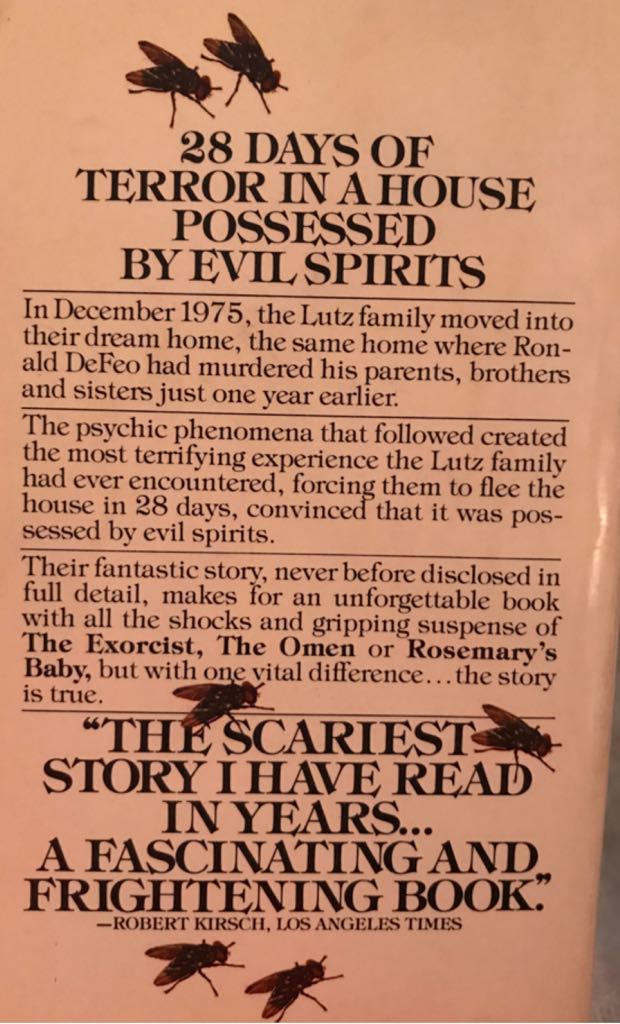 28 DAYS OF
TERROR IN A HOUSE
POSSESSED
BY EVIL SPIRITS
In December 1975, the Lutz family moved into
their dream home, the same home where Ron-
ald DeFeo had murdered his parents, brothers
and sisters just one year earlier.
The psychic phenomena that followed created
the most terrifying experience the Lutz family
had ever encountered, forcing them to flee the
house in 28 days, convinced that it was pos-
sessed by evil spirits.
Their fantastic story, never before disclosed in
full detail, makes for an unforgettable book
with all the shocks and gripping suspense of
The Exorcist, The Omen or Rosemary's
Baby, but with one vital difference...the story
is true.
“THE SCARIEST
STORY I HAVE READ
IN YEARS...
A FASCINATING AND
FRIGHTENING BOOK.”
—ROBERT KIRSCH, LOS ANGELES TIMES